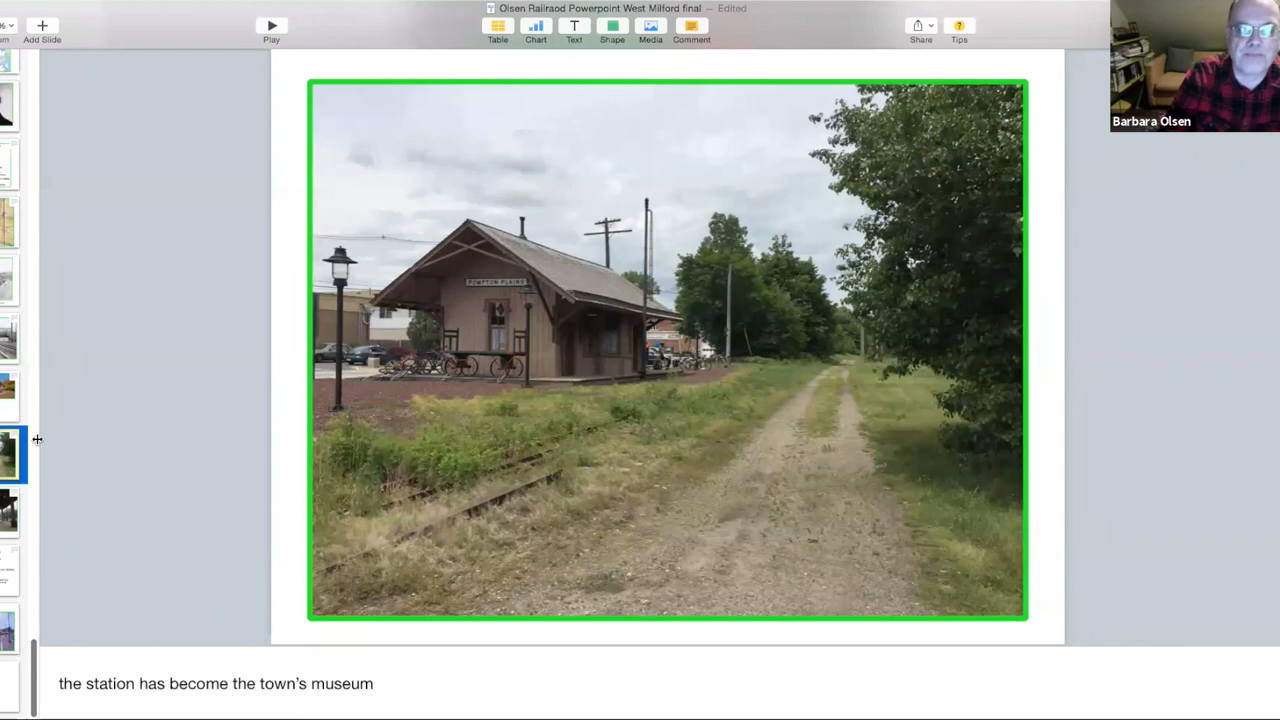 Olsen Railraod Powerpoint West Milford final — Edited
Add Slide
Play
Table
Chart
Text
Shape
Media
Comment
Share
Tips
Barbara Olsen
POMPTON PLAINS
the station has become the town's museum